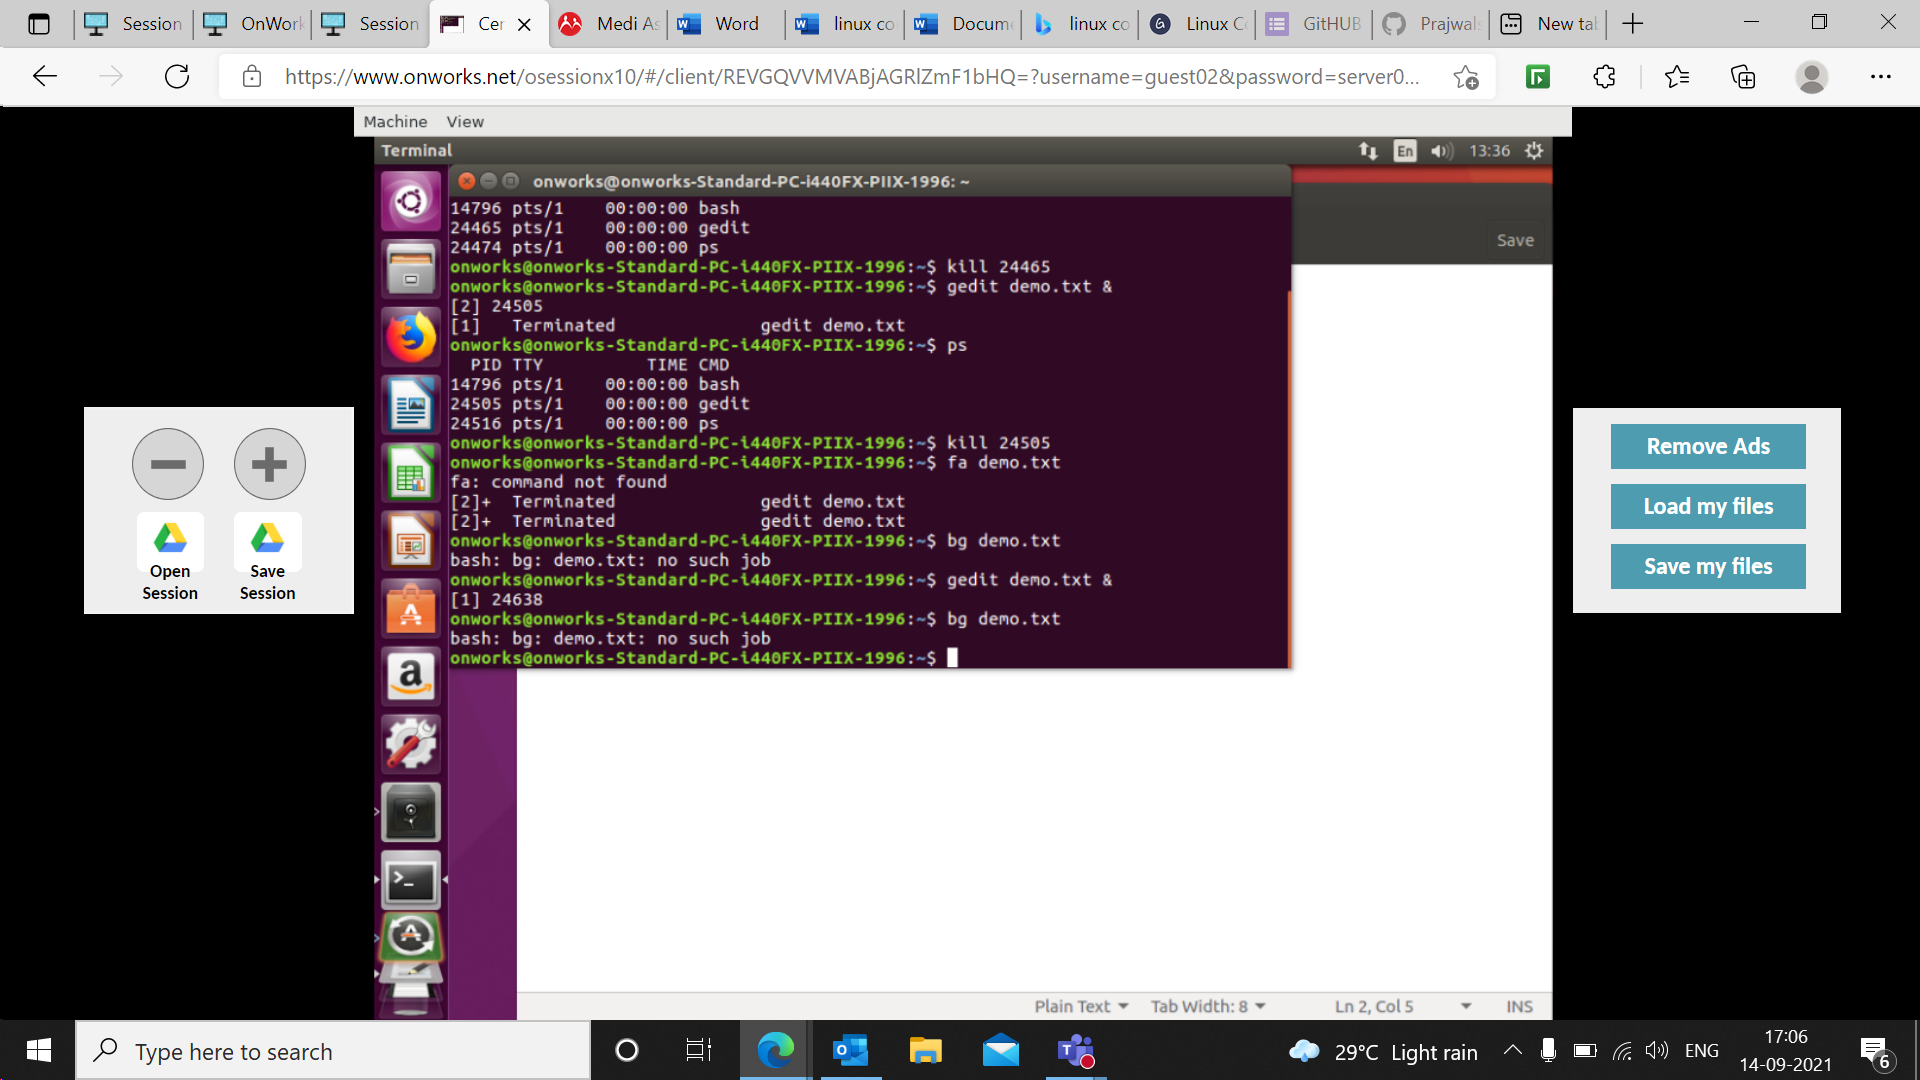 Session
OnWork
Session
Cer
Medi As
Word
linux co
Docume
linux co
Linux Co
GitHUB
Prajwals
New tab
https://www.onworks.net/osessionx10/#/client/REVGQVVMVABjAGRlZmF1bHQ=?username=guest02&password=server0...
Machine View
Terminal
En
13:36
onworks@onworks-Standard-PC-i440FX-PIIX-1996: ~
14796 pts/1    00:00:00 bash
24465 pts/1    00:00:00 gedit
24474 pts/1    00:00:00 ps
onworks@onworks-Standard-PC-i440FX-PIIX-1996:~$ kill 24465
onworks@onworks-Standard-PC-i440FX-PIIX-1996:~$ gedit demo.txt &
[2] 24505
[1]   Terminated              gedit demo.txt
onworks@onworks-Standard-PC-i440FX-PIIX-1996:~$ ps
  PID TTY          TIME CMD
14796 pts/1    00:00:00 bash
24505 pts/1    00:00:00 gedit
24516 pts/1    00:00:00 ps
onworks@onworks-Standard-PC-i440FX-PIIX-1996:~$ kill 24505
onworks@onworks-Standard-PC-i440FX-PIIX-1996:~$ fa demo.txt
fa: command not found
[2]+  Terminated              gedit demo.txt
[2]+  Terminated              gedit demo.txt
onworks@onworks-Standard-PC-i440FX-PIIX-1996:~$ bg demo.txt
bash: bg: demo.txt: no such job
onworks@onworks-Standard-PC-i440FX-PIIX-1996:~$ gedit demo.txt &
[1] 24638
onworks@onworks-Standard-PC-i440FX-PIIX-1996:~$ bg demo.txt
bash: bg: demo.txt: no such job
onworks@onworks-Standard-PC-i440FX-PIIX-1996:~$
Save
Open Session
Save Session
Remove Ads
Load my files
Save my files
Plain Text
Tab Width: 8
Ln 2, Col 5
INS
Type here to search
29°C Light rain
ENG
17:06
14-09-2021
6